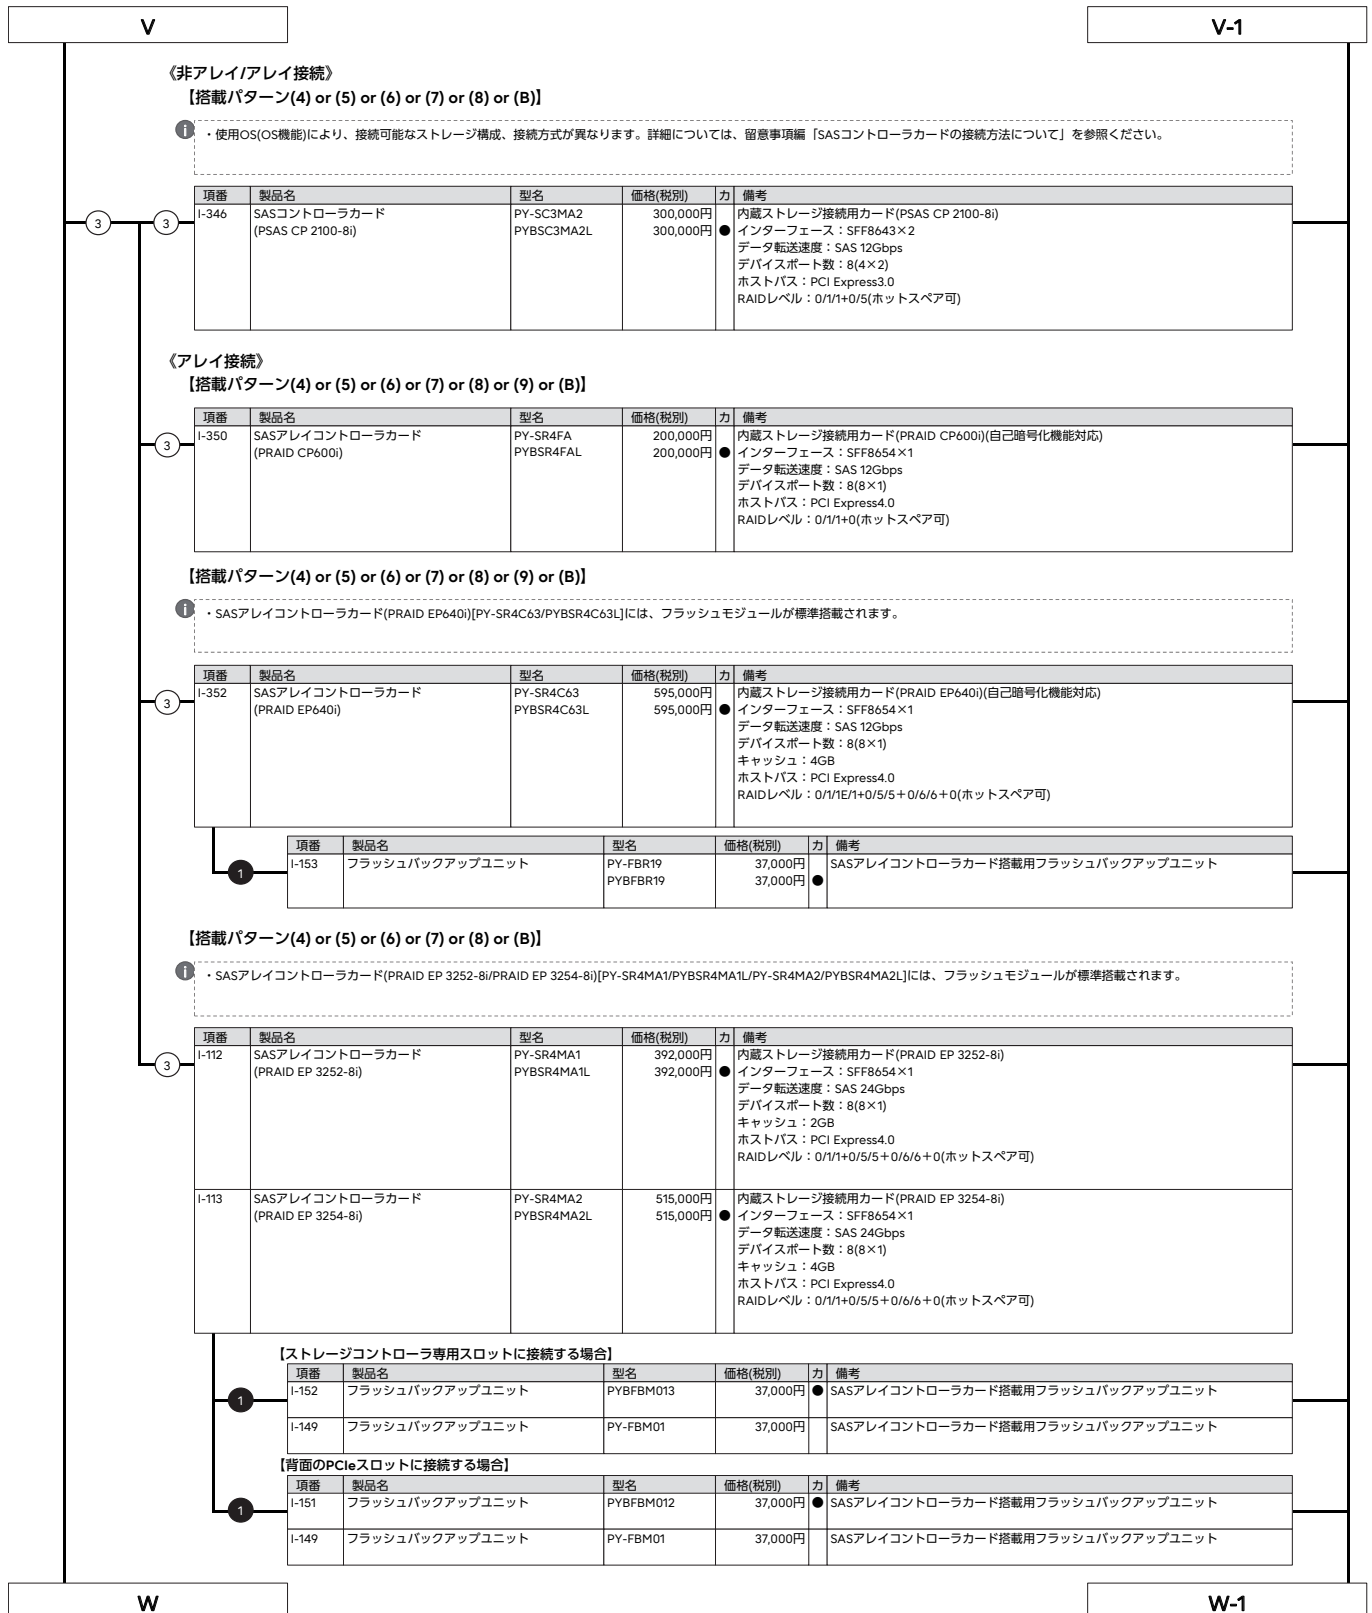 V
V-1
《非アレイ/アレイ接続》
【搭載パターン(4) or (5) or (6) or (7) or (8) or (B)】
i ・使用OS(OS機能)により、接続可能なストレージ構成、接続方式が異なります。詳細については、留意事項編「SASコントローラカードの接続方法について」を参照ください。
項番 製品名 型名 価格(税別) カ 備考
3 3 I-346 SASコントローラカード PY-SC3MA2 300,000円 内蔵ストレージ接続用カード(PSAS CP 2100-8i)
(PSAS CP 2100-8i) PYBSC3MA2L 300,000円 ● インターフェース：SFF8643×2
データ転送速度：SAS 12Gbps
デバイスポート数：8(4×2)
ホストバス：PCI Express3.0
RAIDレベル：0/1/1+0/5(ホットスペア可)
《アレイ接続》
【搭載パターン(4) or (5) or (6) or (7) or (8) or (9) or (B)】
項番 製品名 型名 価格(税別) カ 備考
3 I-350 SASアレイコントローラカード PY-SR4FA 200,000円 内蔵ストレージ接続用カード(PRAID CP600i)(自己暗号化機能対応)
(PRAID CP600i) PYBSR4FAL 200,000円 ● インターフェース：SFF8654×1
データ転送速度：SAS 12Gbps
デバイスポート数：8(8×1)
ホストバス：PCI Express4.0
RAIDレベル：0/1/1+0(ホットスペア可)
【搭載パターン(4) or (5) or (6) or (7) or (8) or (9) or (B)】
i ・SASアレイコントローラカード(PRAID EP640i)[PY-SR4C63/PYBSR4C63L]には、フラッシュモジュールが標準搭載されます。
項番 製品名 型名 価格(税別) カ 備考
3 I-352 SASアレイコントローラカード PY-SR4C63 595,000円 内蔵ストレージ接続用カード(PRAID EP640i)(自己暗号化機能対応)
(PRAID EP640i) PYBSR4C63L 595,000円 ● インターフェース：SFF8654×1
データ転送速度：SAS 12Gbps
デバイスポート数：8(8×1)
キャッシュ：4GB
ホストバス：PCI Express4.0
RAIDレベル：0/1/1E/1+0/5/5＋0/6/6＋0(ホットスペア可)
項番 製品名 型名 価格(税別) カ 備考
1 I-153 フラッシュバックアップユニット PY-FBR19 37,000円 SASアレイコントローラカード搭載用フラッシュバックアップユニット
PYBFBR19 37,000円 ●
【搭載パターン(4) or (5) or (6) or (7) or (8) or (B)】
i ・SASアレイコントローラカード(PRAID EP 3252-8i/PRAID EP 3254-8i)[PY-SR4MA1/PYBSR4MA1L/PY-SR4MA2/PYBSR4MA2L]には、フラッシュモジュールが標準搭載されます。
項番 製品名 型名 価格(税別) カ 備考
3 I-112 SASアレイコントローラカード PY-SR4MA1 392,000円 内蔵ストレージ接続用カード(PRAID EP 3252-8i)
(PRAID EP 3252-8i) PYBSR4MA1L 392,000円 ● インターフェース：SFF8654×1
データ転送速度：SAS 24Gbps
デバイスポート数：8(8×1)
キャッシュ：2GB
ホストバス：PCI Express4.0
RAIDレベル：0/1/1+0/5/5＋0/6/6＋0(ホットスペア可)
I-113 SASアレイコントローラカード PY-SR4MA2 515,000円 内蔵ストレージ接続用カード(PRAID EP 3254-8i)
(PRAID EP 3254-8i) PYBSR4MA2L 515,000円 ● インターフェース：SFF8654×1
データ転送速度：SAS 24Gbps
デバイスポート数：8(8×1)
キャッシュ：4GB
ホストバス：PCI Express4.0
RAIDレベル：0/1/1+0/5/5＋0/6/6＋0(ホットスペア可)
【ストレージコントローラ専用スロットに接続する場合】
項番 製品名 型名 価格(税別) カ 備考
1 I-152 フラッシュバックアップユニット PYBFBM013 37,000円 ● SASアレイコントローラカード搭載用フラッシュバックアップユニット
I-149 フラッシュバックアップユニット PY-FBM01 37,000円 SASアレイコントローラカード搭載用フラッシュバックアップユニット
【背面のPCIeスロットに接続する場合】
項番 製品名 型名 価格(税別) カ 備考
1 I-151 フラッシュバックアップユニット PYBFBM012 37,000円 ● SASアレイコントローラカード搭載用フラッシュバックアップユニット
I-149 フラッシュバックアップユニット PY-FBM01 37,000円 SASアレイコントローラカード搭載用フラッシュバックアップユニット
W
W-1